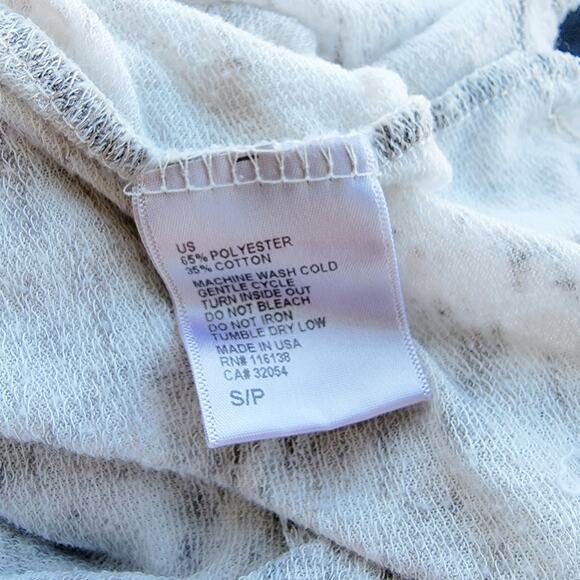 US
65% POLYESTER
35% COTTON
MACHINE WASH COLD
GENTLE CYCLE
TURN INSIDE OUT
DO NOT BLEACH
DO NOT IRON
TUMBLE DRY LOW
MADE IN USA
RN# 116138
CA# 32054
S/P